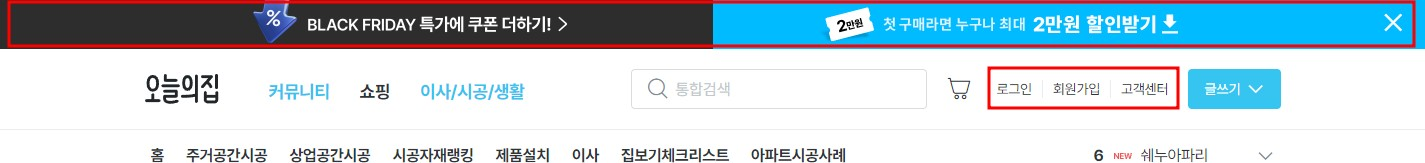 % BLACK FRIDAY 특가에 쿠폰 더하기! >
2만원 첫 구매라면 누구나 최대 2만원 할인받기
오늘의집 커뮤니티 쇼핑 이사/시공/생활 통합검색 로그인 회원가입 고객센터 글쓰기
홈 주거공간시공 상업공간시공 시공자재랭킹 제품설치 이사 집보기체크리스트 아파트시공사례 6 NEW 쉐누아파리